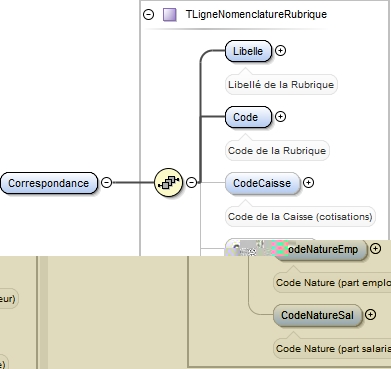 TLigneNomenclatureRubrique
Libelle
Libellé de la Rubrique
Code
Code de la Rubrique
Correspondance
CodeCaisse
Code de la Caisse (cotisations)
odeNatureEmp
eur)
Code Nature (part emplo
CodeNatureSal
Code Nature (part salaria
e)